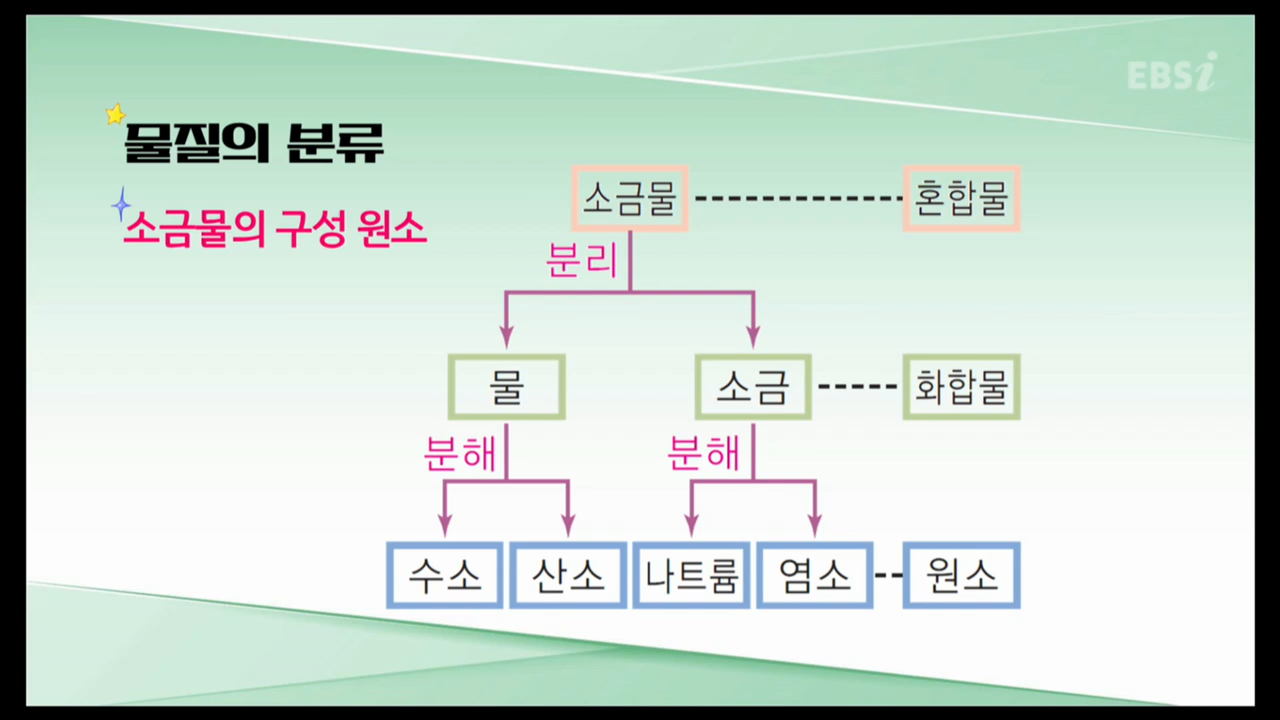 EBSi
물질의 분류
소금물의 구성 원소
소금물 혼합물
분리
물 소금 화합물
분해 분해
수소 산소 나트륨 염소 원소